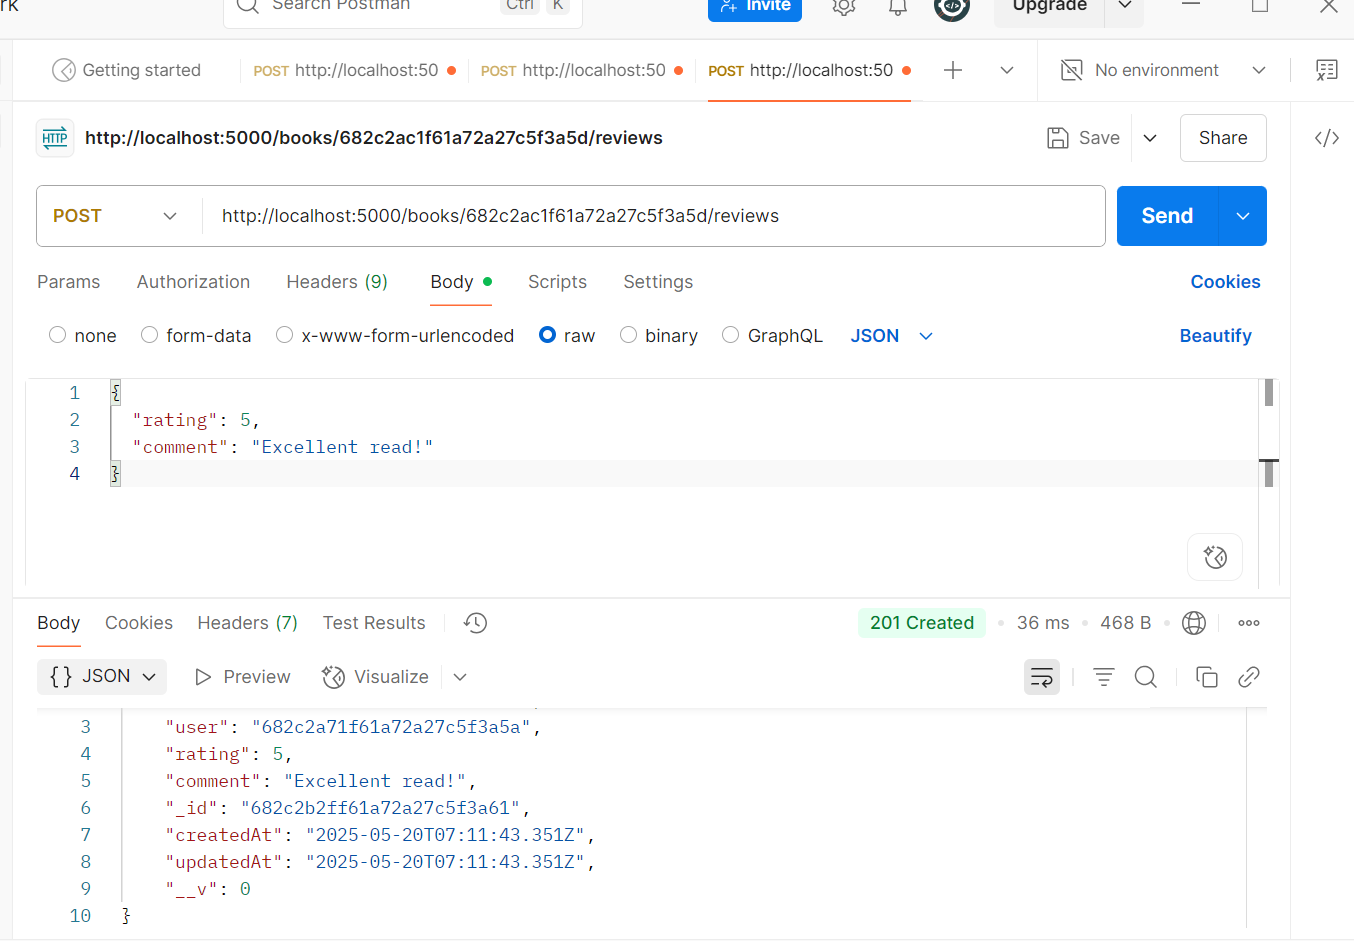 rk
Search Postman Ctrl K Invite Upgrade
Getting started POST http://localhost:50 POST http://localhost:50 POST http://localhost:50 No environment
HTTP http://localhost:5000/books/682c2ac1f61a72a27c5f3a5d/reviews Save Share
POST http://localhost:5000/books/682c2ac1f61a72a27c5f3a5d/reviews Send
Params Authorization Headers (9) Body Scripts Settings Cookies
none form-data x-www-form-urlencoded raw binary GraphQL JSON Beautify
1 {
2 "rating": 5,
3 "comment": "Excellent read!"
4 }
Body Cookies Headers (7) Test Results 201 Created 36 ms 468 B
{} JSON Preview Visualize
3 "user": "682c2a71f61a72a27c5f3a5a",
4 "rating": 5,
5 "comment": "Excellent read!",
6 "_id": "682c2b2ff61a72a27c5f3a61",
7 "createdAt": "2025-05-20T07:11:43.351Z",
8 "updatedAt": "2025-05-20T07:11:43.351Z",
9 "__v": 0
10 }